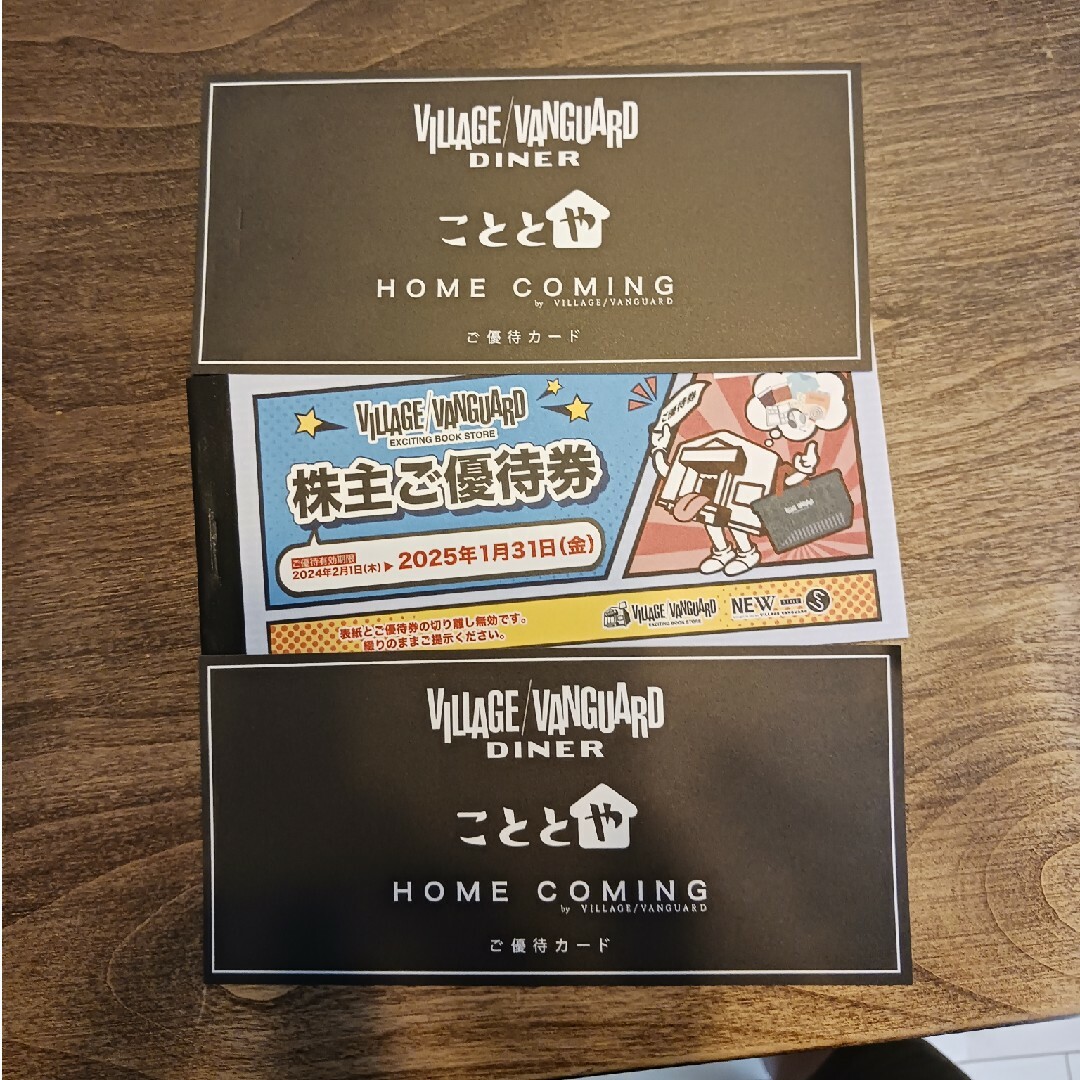 VILLAGE/VANGUARD
DINER
こととや
HOME COMING
by VILLAGE/VANGUARD
ご優待カード
VILLAGE/VANGUARD
EXCITING BOOK STORE
株主ご優待券
ご優待有効期限
2024年2月1日(木)▶2025年1月31日(金)
ご優待券
表紙とご優待券の切り離し無効です。
綴りのままご提示ください。
VILLAGE/VANGUARD
EXCITING BOOK STORE
NEW STYLE
VILLAGE/VANGUARD
DINER
こととや
HOME COMING
by VILLAGE/VANGUARD
ご優待カード